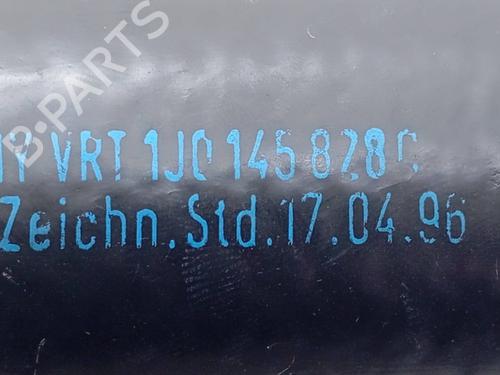 B-PARTS
VRT 1J0 145 828 C
Zeichn.Std.17.04.96